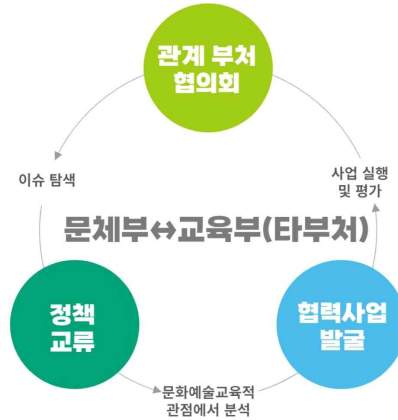 관계 부처
협의회
이슈 탐색
사업 실행
및 평가
문체부↔교육부(타부처)
정책
교류
협력사업
발굴
문화예술교육적
관점에서 분석